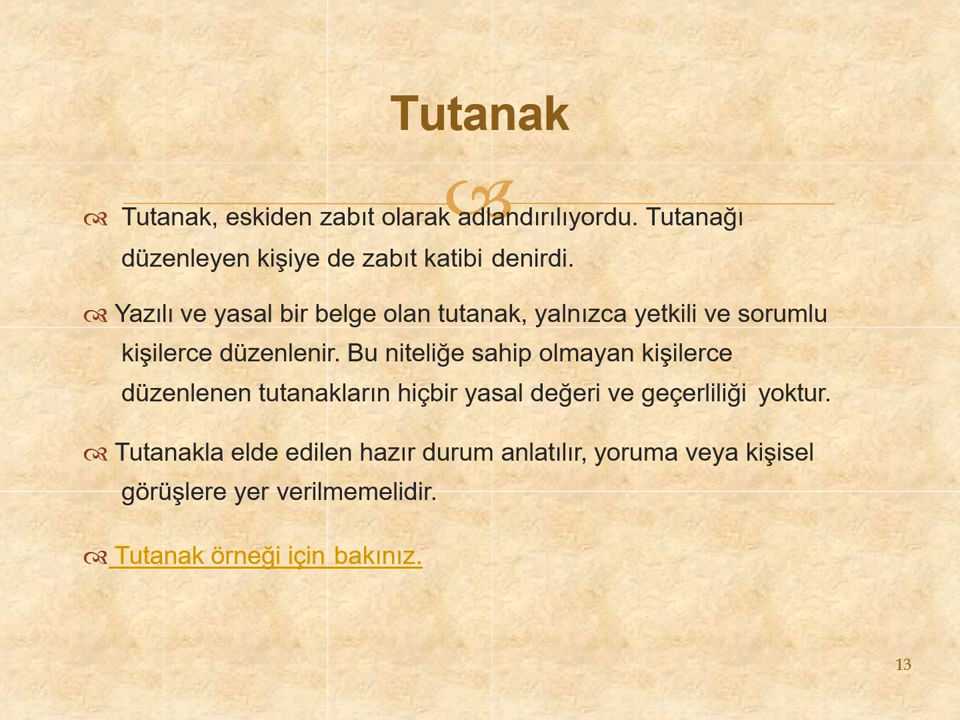 Tutanak
Tutanak, eskiden zabıt olarak adlandırılıyordu. Tutanağı
düzenleyen kişiye de zabıt katibi denirdi.
Yazılı ve yasal bir belge olan tutanak, yalnızca yetkili ve sorumlu
kişilerce düzenlenir. Bu niteliğe sahip olmayan kişilerce
düzenlenen tutanakların hiçbir yasal değeri ve geçerliliği yoktur.
Tutanakla elde edilen hazır durum anlatılır, yoruma veya kişisel
görüşlere yer verilmemelidir.
Tutanak örneği için bakınız.
13